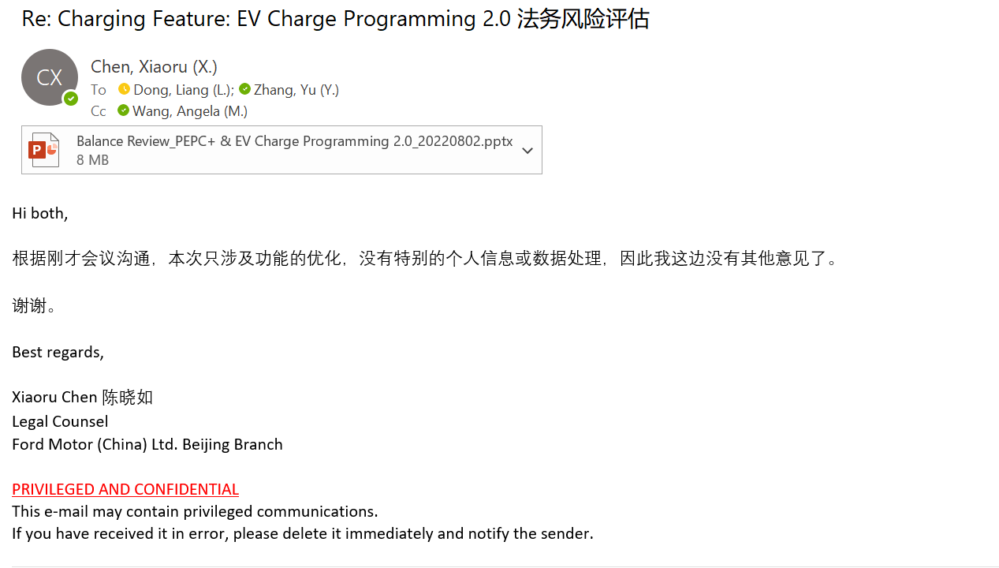 Re: Charging Feature: EV Charge Programming 2.0 法务风险评估
CX
Chen, Xiaoru (X.)
To Dong, Liang (L.); Zhang, Yu (Y.)
Cc Wang, Angela (M.)
P
Balance Review_PEPC+ & EV Charge Programming 2.0_20220802.pptx
8 MB
Hi both,
根据刚才会议沟通，本次只涉及功能的优化，没有特别的个人信息或数据处理，因此我这边没有其他意见了。
谢谢。
Best regards,
Xiaoru Chen 陈晓如
Legal Counsel
Ford Motor (China) Ltd. Beijing Branch
PRIVILEGED AND CONFIDENTIAL
This e-mail may contain privileged communications.
If you have received it in error, please delete it immediately and notify the sender.